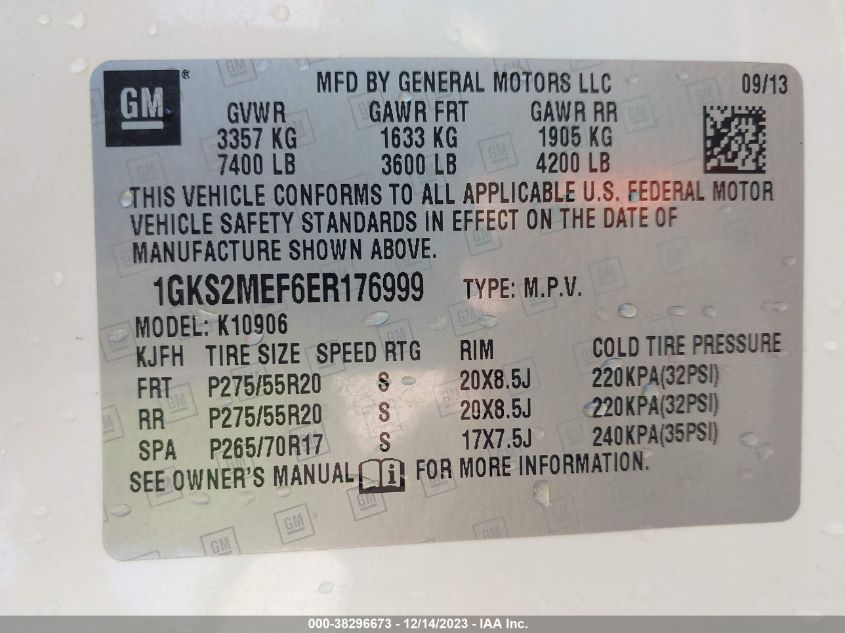 GM®
MFD BY GENERAL MOTORS LLC 09/13
GVWR GAWR FRT GAWR RR
3357 KG 1633 KG 1905 KG
7400 LB 3600 LB 4200 LB
THIS VEHICLE CONFORMS TO ALL APPLICABLE U.S. FEDERAL MOTOR
VEHICLE SAFETY STANDARDS IN EFFECT ON THE DATE OF
MANUFACTURE SHOWN ABOVE.
1GKS2MEF6ER176999 TYPE: M.P.V.
MODEL: K10906
KJFH TIRE SIZE SPEED RTG RIM COLD TIRE PRESSURE
FRT P275/55R20 S 20X8.5J 220KPA(32PSI)
RR P275/55R20 S 20X8.5J 220KPA(32PSI)
SPA P265/70R17 S 17X7.5J 240KPA(35PSI)
SEE OWNER'S MANUAL i FOR MORE INFORMATION.
000-38296673 - 12/14/2023 - IAA Inc.